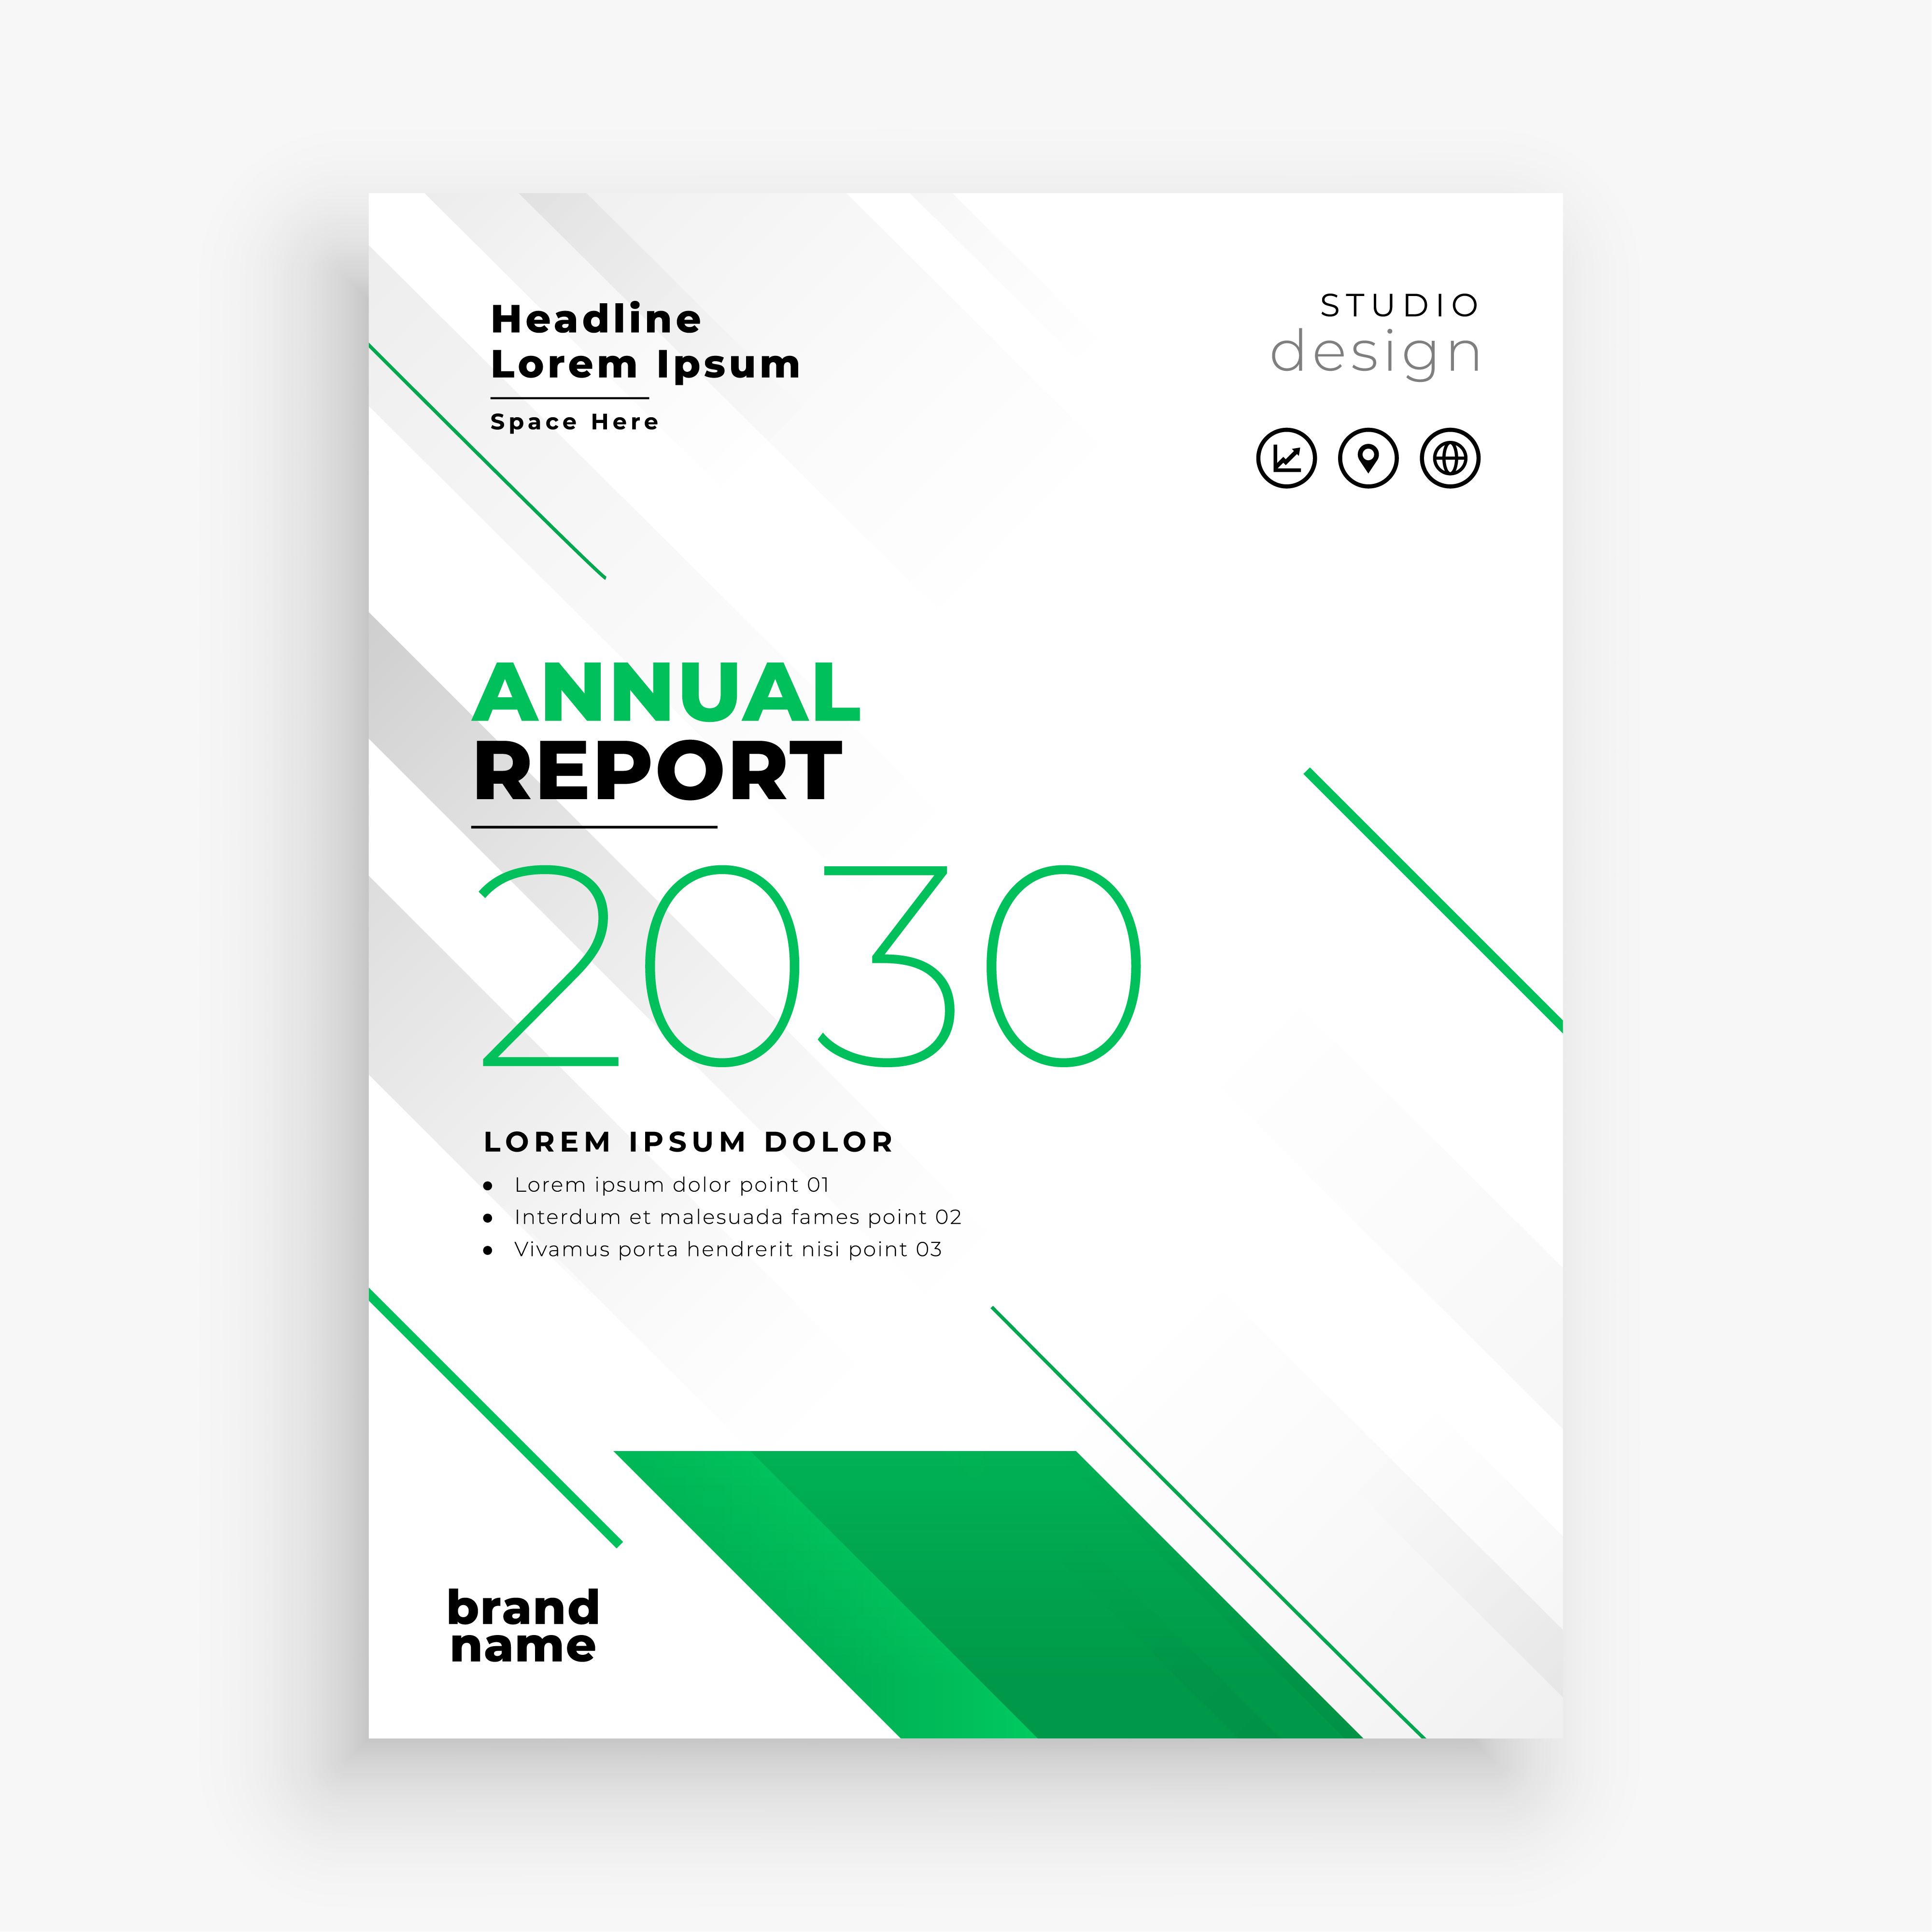 Headline
Lorem Ipsum
Space Here
STUDIO
design
ANNUAL
REPORT
2030
LOREM IPSUM DOLOR
• Lorem ipsum dolor point 01
• Interdum et malesuada fames point 02
• Vivamus porta hendrerit nisi point 03
brand
name